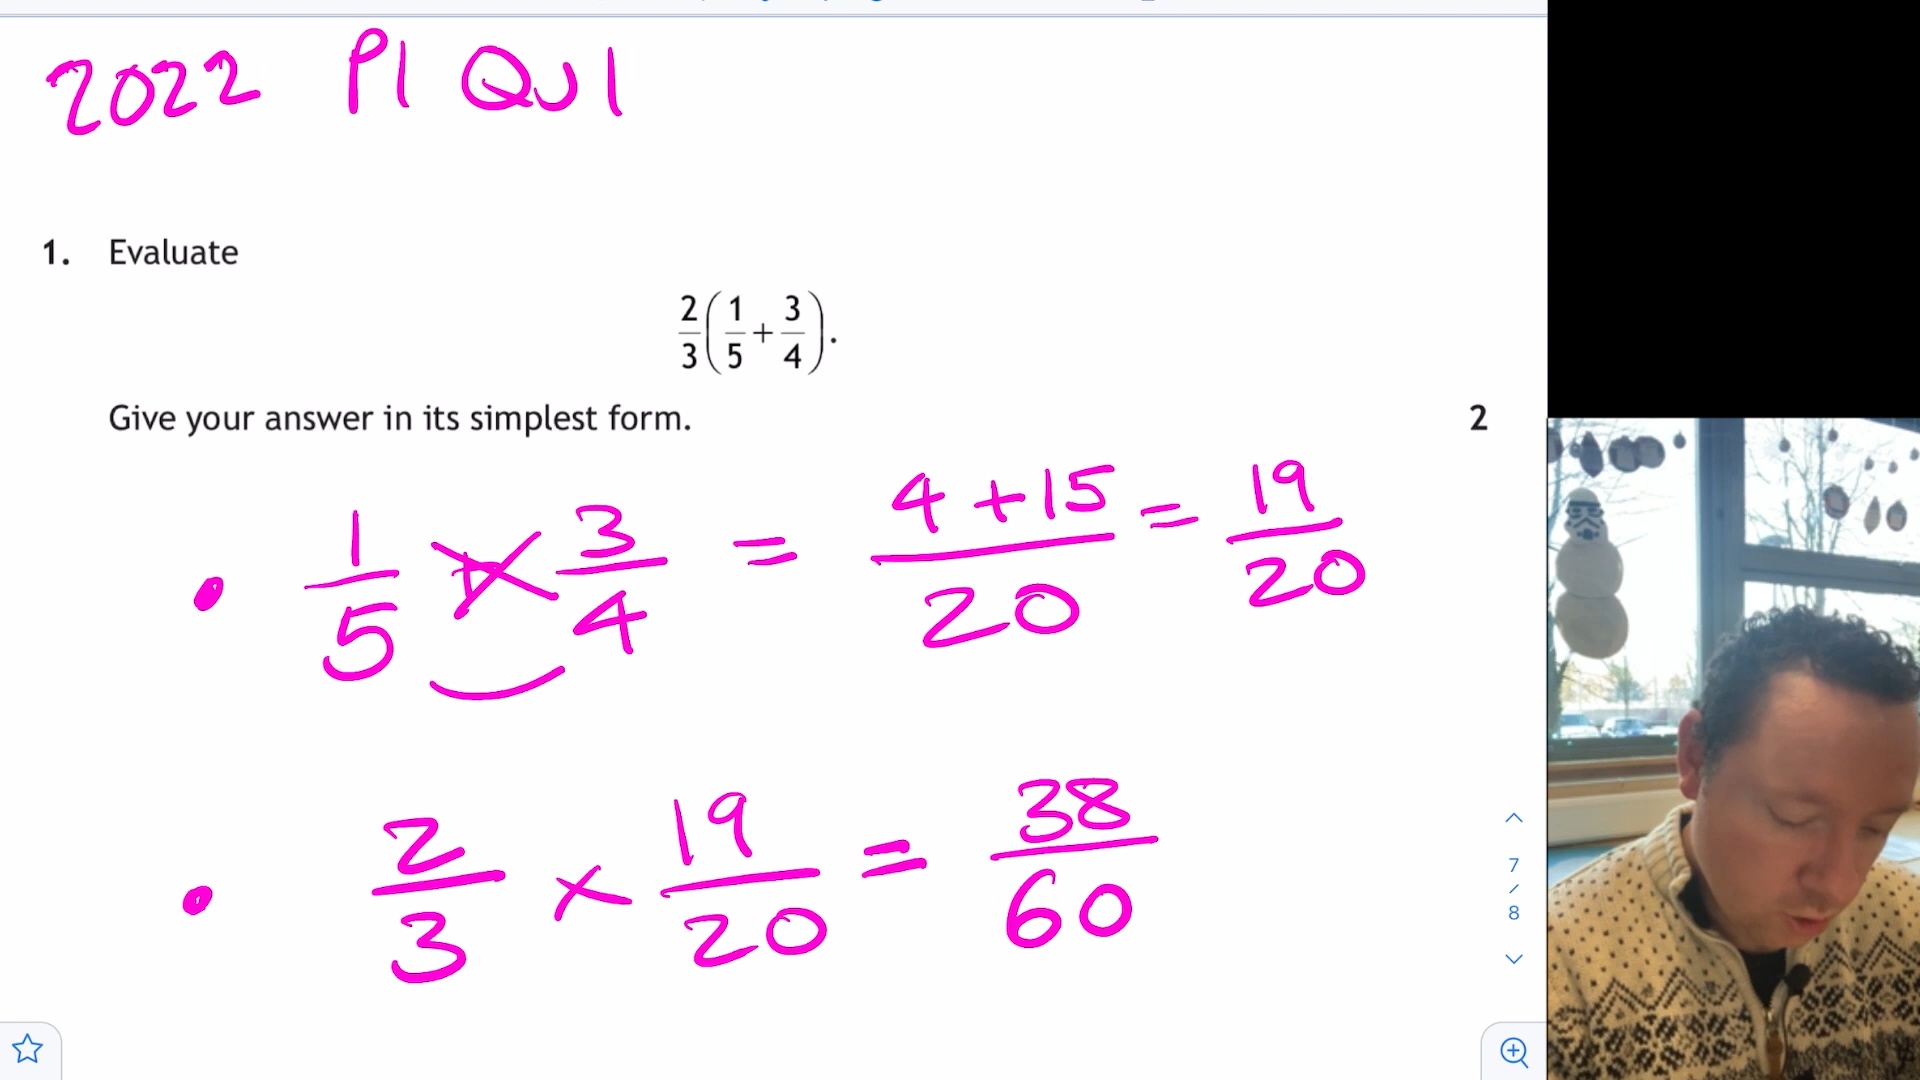 2022 P1 QU1
1. Evaluate
2/3 (1/5 + 3/4).
Give your answer in its simplest form. 2
• 1/5 × 3/4 = 4 + 15/20 = 19/20
• 2/3 × 19/20 = 38/60
7
/
8